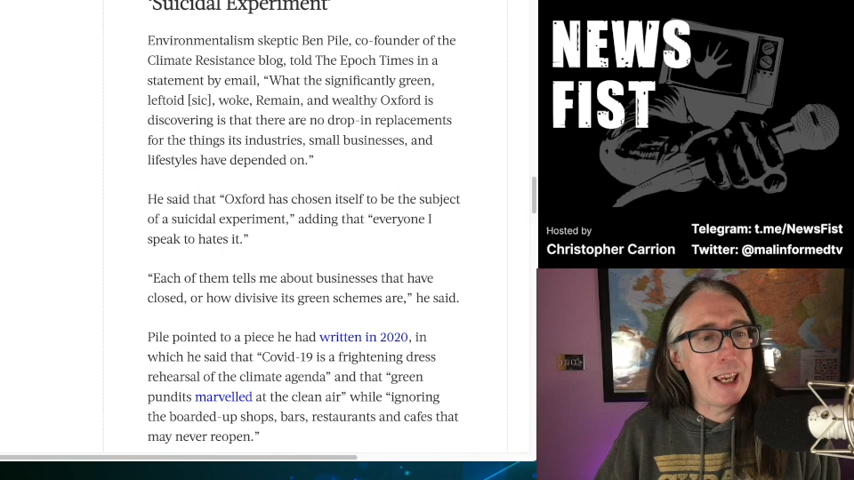 'Suicidal Experiment'
Environmentalism skeptic Ben Pile, co-founder of the
Climate Resistance blog, told The Epoch Times in a
statement by email, “What the significantly green,
leftoid [sic], woke, Remain, and wealthy Oxford is
discovering is that there are no drop-in replacements
for the things its industries, small businesses, and
lifestyles have depended on.”
He said that “Oxford has chosen itself to be the subject
of a suicidal experiment,” adding that “everyone I
speak to hates it.”
“Each of them tells me about businesses that have
closed, or how divisive its green schemes are,” he said.
Pile pointed to a piece he had written in 2020, in
which he said that “Covid-19 is a frightening dress
rehearsal of the climate agenda” and that “green
pundits marvelled at the clean air” while “ignoring
the boarded-up shops, bars, restaurants and cafes that
may never reopen.”
NEWS
FIST
Hosted by
Christopher Carrion
Telegram: t.me/NewsFist
Twitter: @malinformedtv